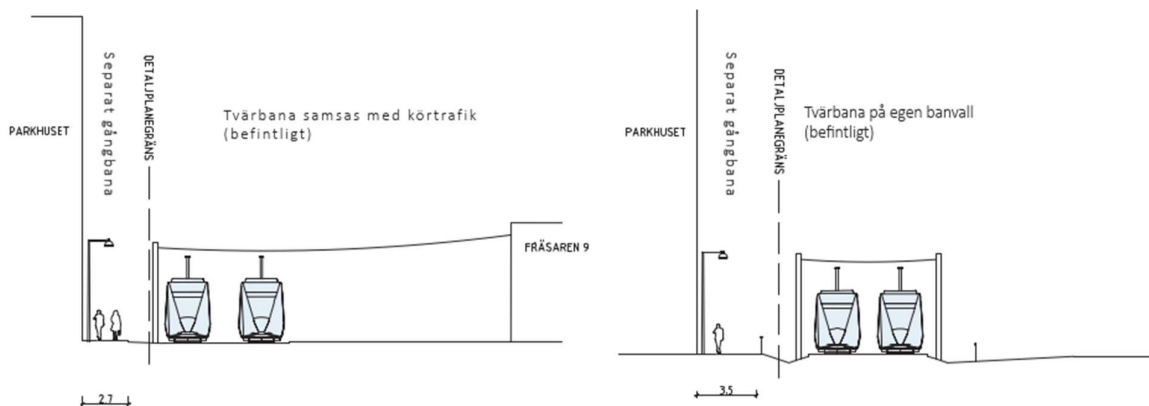 PARKHUSET
Separat gångbana
DETALJPLANEGRÄNS
Tvärbana samsas med körtrafik
(befintligt)
FRÄSAREN 9
2.7
PARKHUSET
Separat gångbana
DETALJPLANEGRÄNS
Tvärbana på egen banvall
(befintligt)
3.5